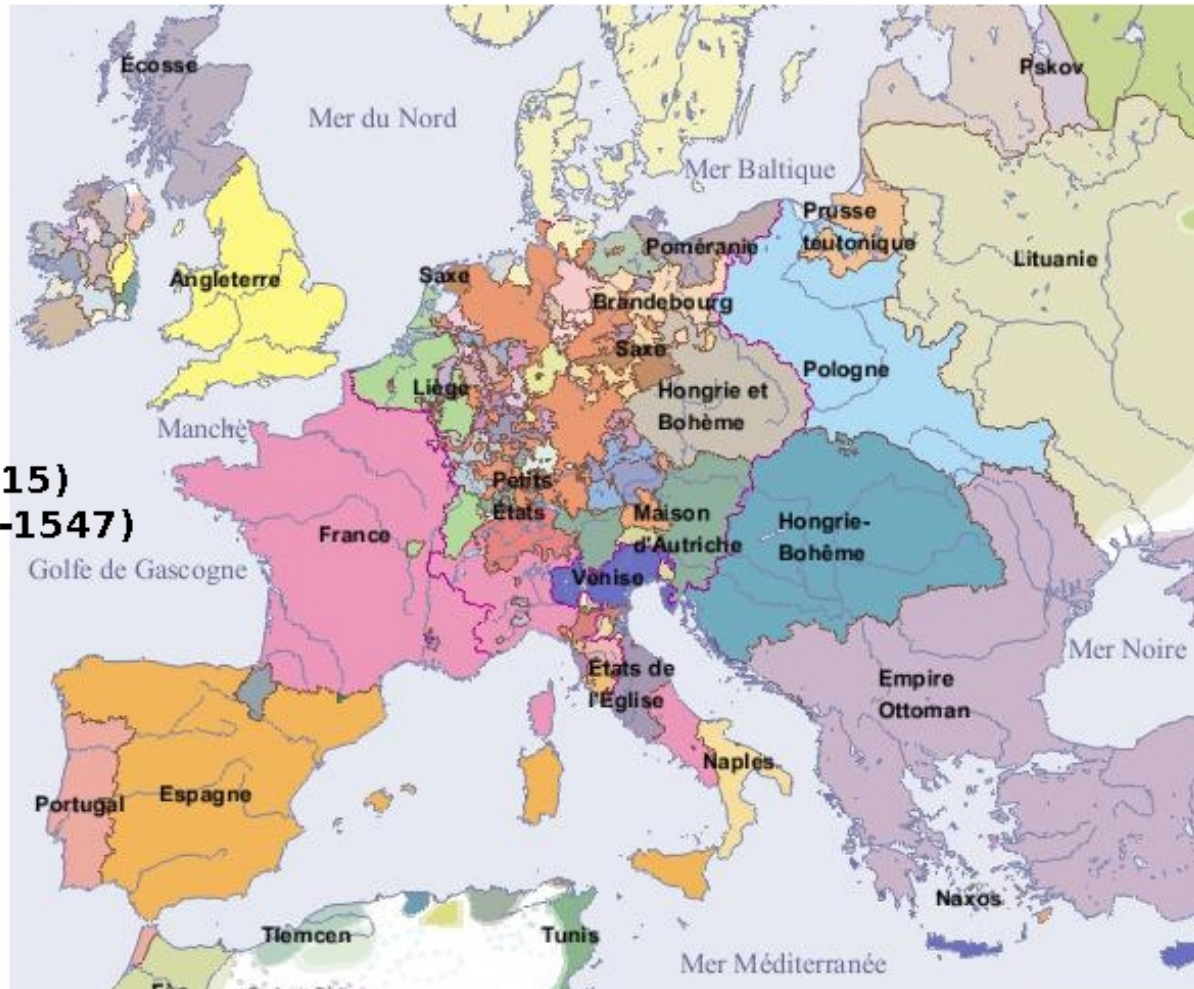 Écosse
Pskov
Mer du Nord
Mer Baltique
Prusse
teutonique
Poméranie
Lituanie
Saxe
Angleterre
Brandebourg
Saxe
Pologne
Liège
Hongrie et
Bohème
Manche
15)
-1547)
Petits
États
Maison
d'Autriche
Hongrie-
Bohême
France
Golfe de Gascogne
Venise
Mer Noire
États de
l'Église
Empire
Ottoman
Naples
Portugal
Espagne
Naxos
Tlemcen
Tunis
Mer Méditerranée